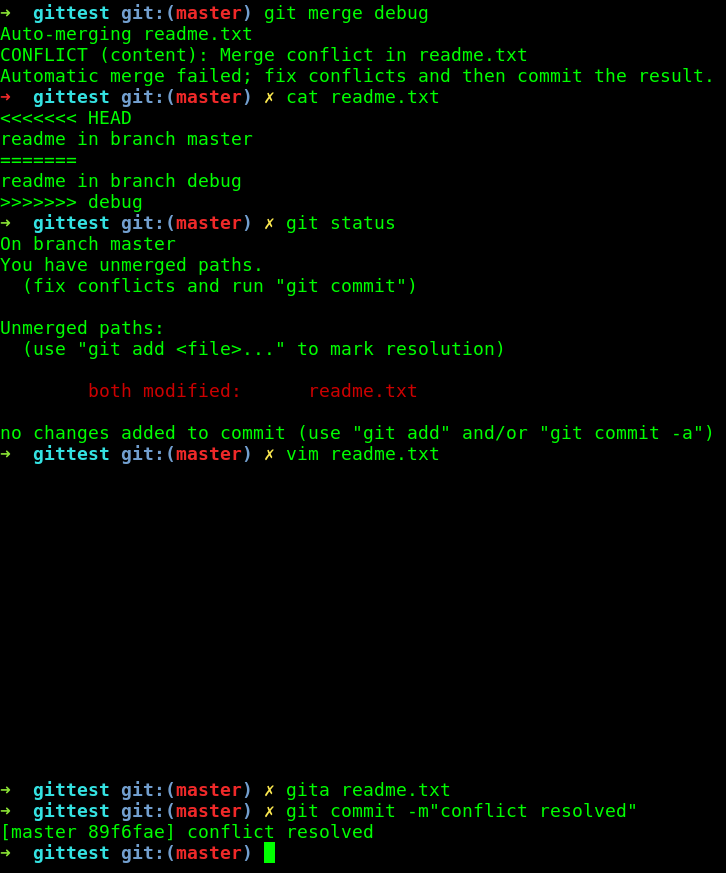 ➜  gittest git:(master) git merge debug
Auto-merging readme.txt
CONFLICT (content): Merge conflict in readme.txt
Automatic merge failed; fix conflicts and then commit the result.
➜  gittest git:(master) ✗ cat readme.txt
<<<<<<< HEAD
readme in branch master
=======
readme in branch debug
>>>>>>> debug
➜  gittest git:(master) ✗ git status
On branch master
You have unmerged paths.
  (fix conflicts and run "git commit")

Unmerged paths:
  (use "git add <file>..." to mark resolution)

        both modified:      readme.txt

no changes added to commit (use "git add" and/or "git commit -a")
➜  gittest git:(master) ✗ vim readme.txt
➜  gittest git:(master) ✗ gita readme.txt
➜  gittest git:(master) ✗ git commit -m"conflict resolved"
[master 89f6fae] conflict resolved
➜  gittest git:(master)